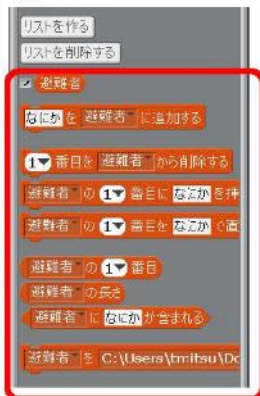 リストを作る
リストを削除する
避難者
なにか を 避難者 に追加する
1 番目を 避難者 から削除する
避難者 の 1 番目に なにか を挿
避難者 の 1 番目を なにか で置
避難者 の 1 番目
避難者 の長さ
避難者 に なにか が含まれる
避難者 を C:\Users\tmitsu\Do